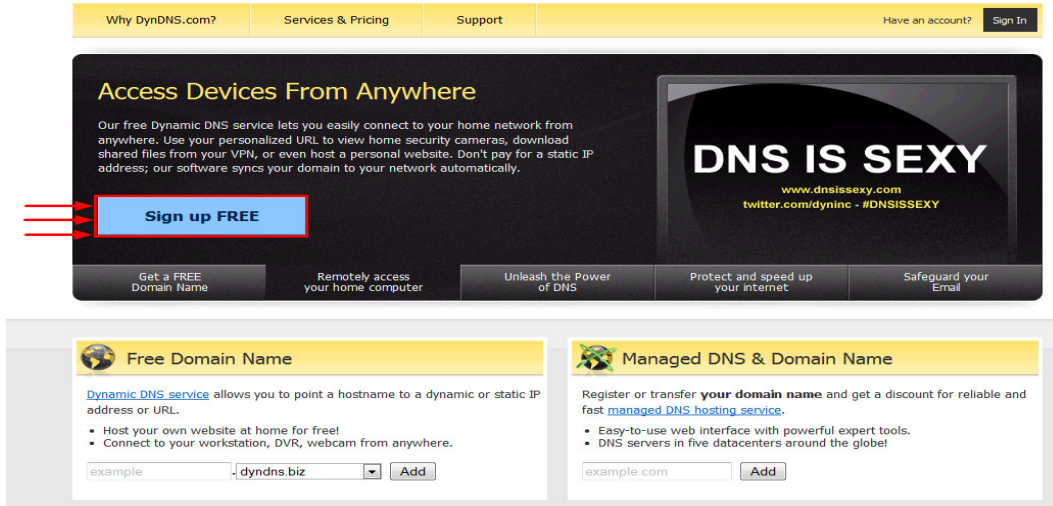 Why DynDNS.com?
Services & Pricing
Support
Have an account?
Sign In
Access Devices From Anywhere
Our free Dynamic DNS service lets you easily connect to your home network from
anywhere. Use your personalized URL to view home security cameras, download
shared files from your VPN, or even host a personal website. Don't pay for a static IP
address; our software syncs your domain to your network automatically.
Sign up FREE
DNS IS SEXY
www.dnsissexy.com
twitter.com/dyninc - #DNSISSEXY
Get a FREE
Domain Name
Remotely access
your home computer
Unleash the Power
of DNS
Protect and speed up
your internet
Safeguard your
Email
Free Domain Name
Dynamic DNS service allows you to point a hostname to a dynamic or static IP
address or URL.
• Host your own website at home for free!
• Connect to your workstation, DVR, webcam from anywhere.
example . dyndns.biz Add
Managed DNS & Domain Name
Register or transfer your domain name and get a discount for reliable and
fast managed DNS hosting service.
• Easy-to-use web interface with powerful expert tools.
• DNS servers in five datacenters around the globe!
example.com Add